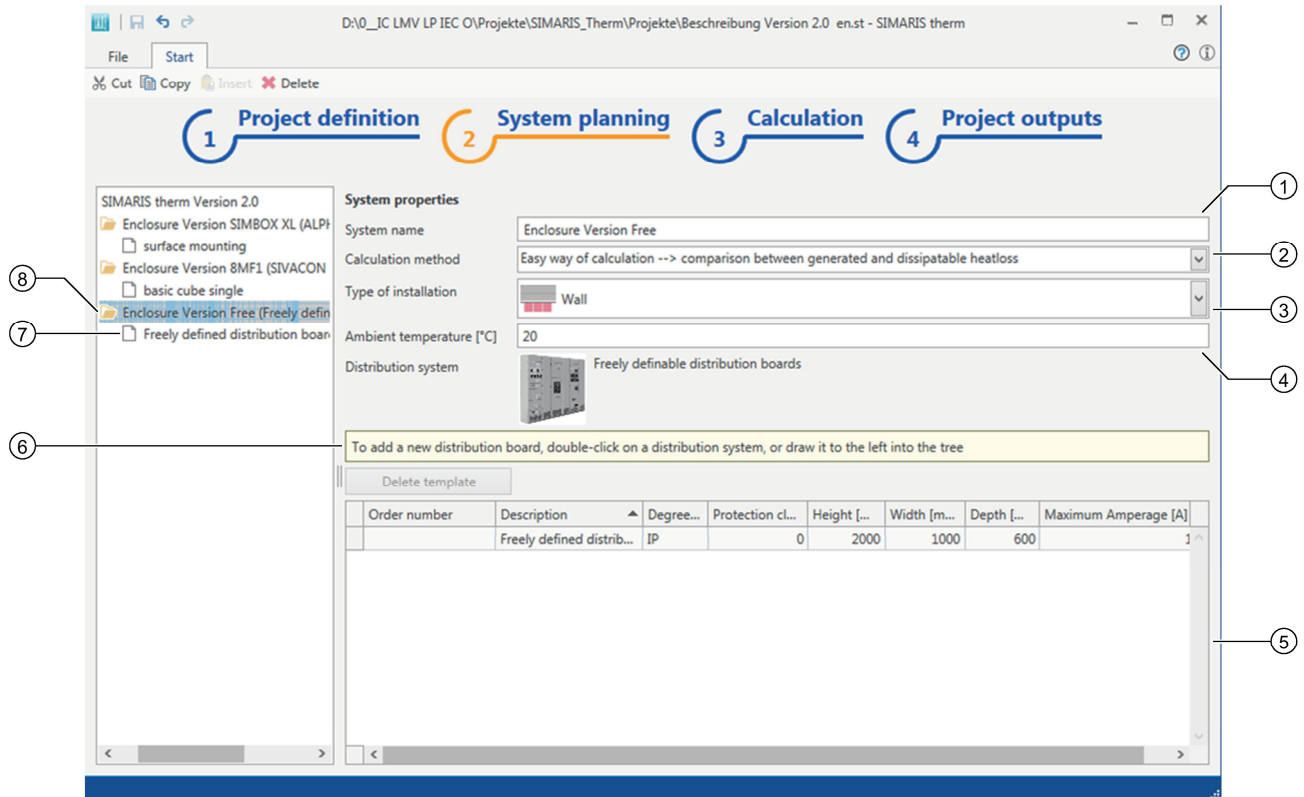 D:\0__IC LMV LP IEC O\Projekte\SIMARIS_Therm\Projekte\Beschreibung Version 2.0 en.st - SIMARIS therm
File Start
Cut Copy Insert Delete
1 Project definition 2 System planning 3 Calculation 4 Project outputs
SIMARIS therm Version 2.0
Enclosure Version SIMBOX XL (ALPH
surface mounting
Enclosure Version 8MF1 (SIVACON
basic cube single
Enclosure Version Free (Freely defin
Freely defined distribution boar
System properties
System name Enclosure Version Free
Calculation method Easy way of calculation --> comparison between generated and dissipatable heatloss
Type of installation Wall
Ambient temperature [°C] 20
Distribution system Freely definable distribution boards
To add a new distribution board, double-click on a distribution system, or draw it to the left into the tree
Delete template
Order number Description Degree... Protection cl... Height [... Width [m... Depth [... Maximum Amperage [A]
Freely defined distrib... IP 0 2000 1000 600 1
1
2
3
4
5
6
7
8